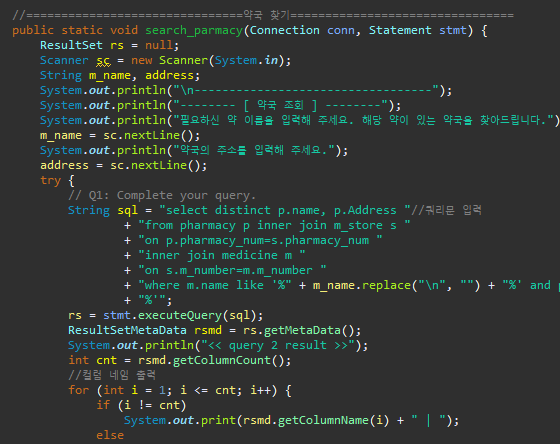 //===============================약국 찾기================================
public static void search_parmacy(Connection conn, Statement stmt) {
ResultSet rs = null;
Scanner sc = new Scanner(System.in);
String m_name, address;
System.out.println("\n----------------------------------");
System.out.println("-------- [ 약국 조회 ] --------");
System.out.println("필요하신 약 이름을 입력해 주세요. 해당 약이 있는 약국을 찾아드립니다.")
m_name = sc.nextLine();
System.out.println("약국의 주소를 입력해 주세요.");
address = sc.nextLine();
try {
// Q1: Complete your query.
String sql = "select distinct p.name, p.Address "//쿼리문 입력
+ "from pharmacy p inner join m_store s "
+ "on p.pharmacy_num=s.pharmacy_num "
+ "inner join medicine m "
+ "on s.m_number=m.m_number "
+ "where m.name like '%" + m_name.replace("\n", "") + "%' and
+ "%'";
rs = stmt.executeQuery(sql);
ResultSetMetaData rsmd = rs.getMetaData();
System.out.println("<< query 2 result >>");
int cnt = rsmd.getColumnCount();
//컬럼 네임 출력
for (int i = 1; i <= cnt; i++) {
if (i != cnt)
System.out.print(rsmd.getColumnName(i) + " | ");
else